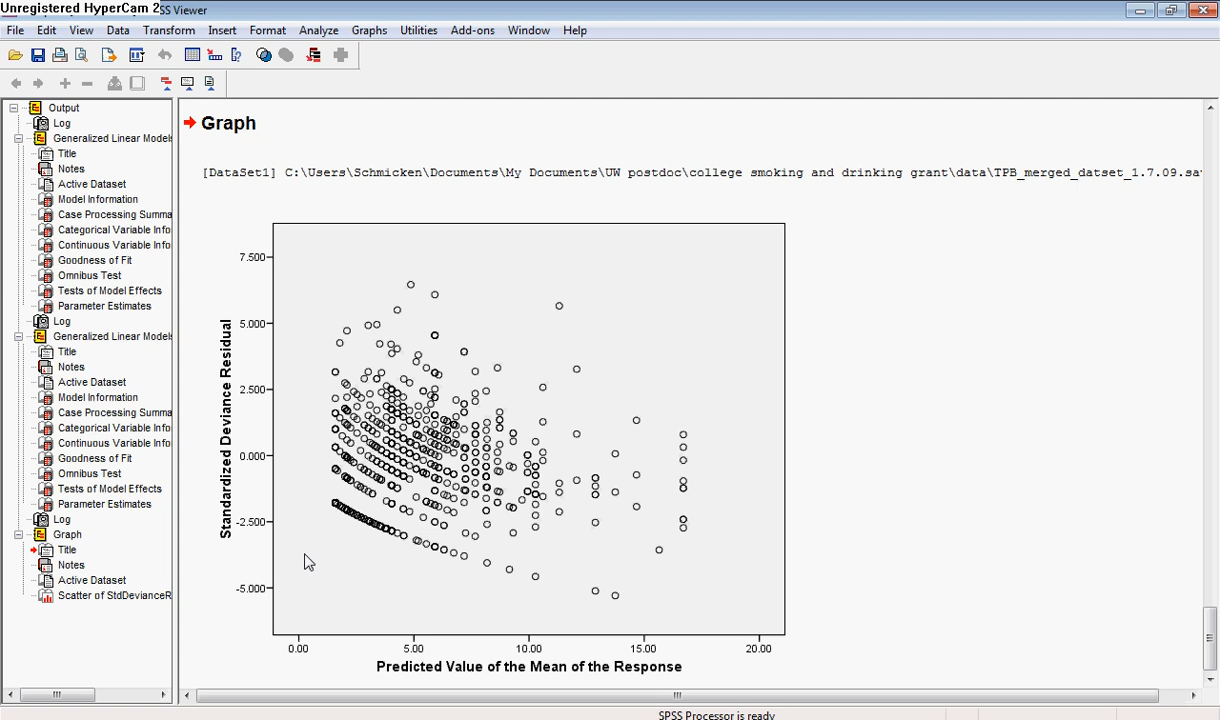 Unregistered HyperCam 2
SS Viewer
File Edit View Data Transform Insert Format Analyze Graphs Utilities Add-ons Window Help
Output
Log
Generalized Linear Models
Title
Notes
Active Dataset
Model Information
Case Processing Summa
Categorical Variable Info
Continuous Variable Info
Goodness of Fit
Omnibus Test
Tests of Model Effects
Parameter Estimates
Log
Generalized Linear Models
Title
Notes
Active Dataset
Model Information
Case Processing Summa
Categorical Variable Info
Continuous Variable Info
Goodness of Fit
Omnibus Test
Tests of Model Effects
Parameter Estimates
Log
Graph
Title
Notes
Active Dataset
Scatter of StdDevianceR
Graph
[DataSet1] C:\Users\Schmicken\Documents\My Documents\UW postdoc\college smoking and drinking grant\data\TPB_merged_datset_1.7.09.sa
Standardized Deviance Residual
7.500
5.000
2.500
0.000
-2.500
-5.000
0.00 5.00 10.00 15.00 20.00
Predicted Value of the Mean of the Response
SPSS Processor is ready